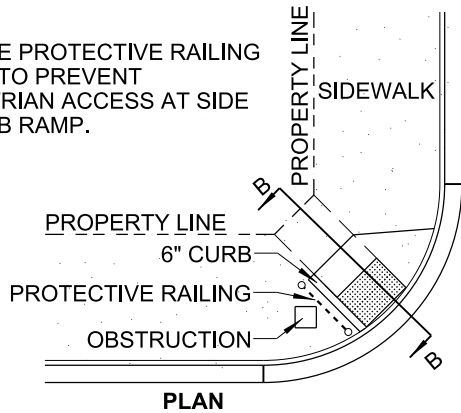 E PROTECTIVE RAILING
TO PREVENT
RIAN ACCESS AT SIDE
B RAMP.
PROPERTY LINE
SIDEWALK
B
PROPERTY LINE
6" CURB
PROTECTIVE RAILING
OBSTRUCTION
B
PLAN